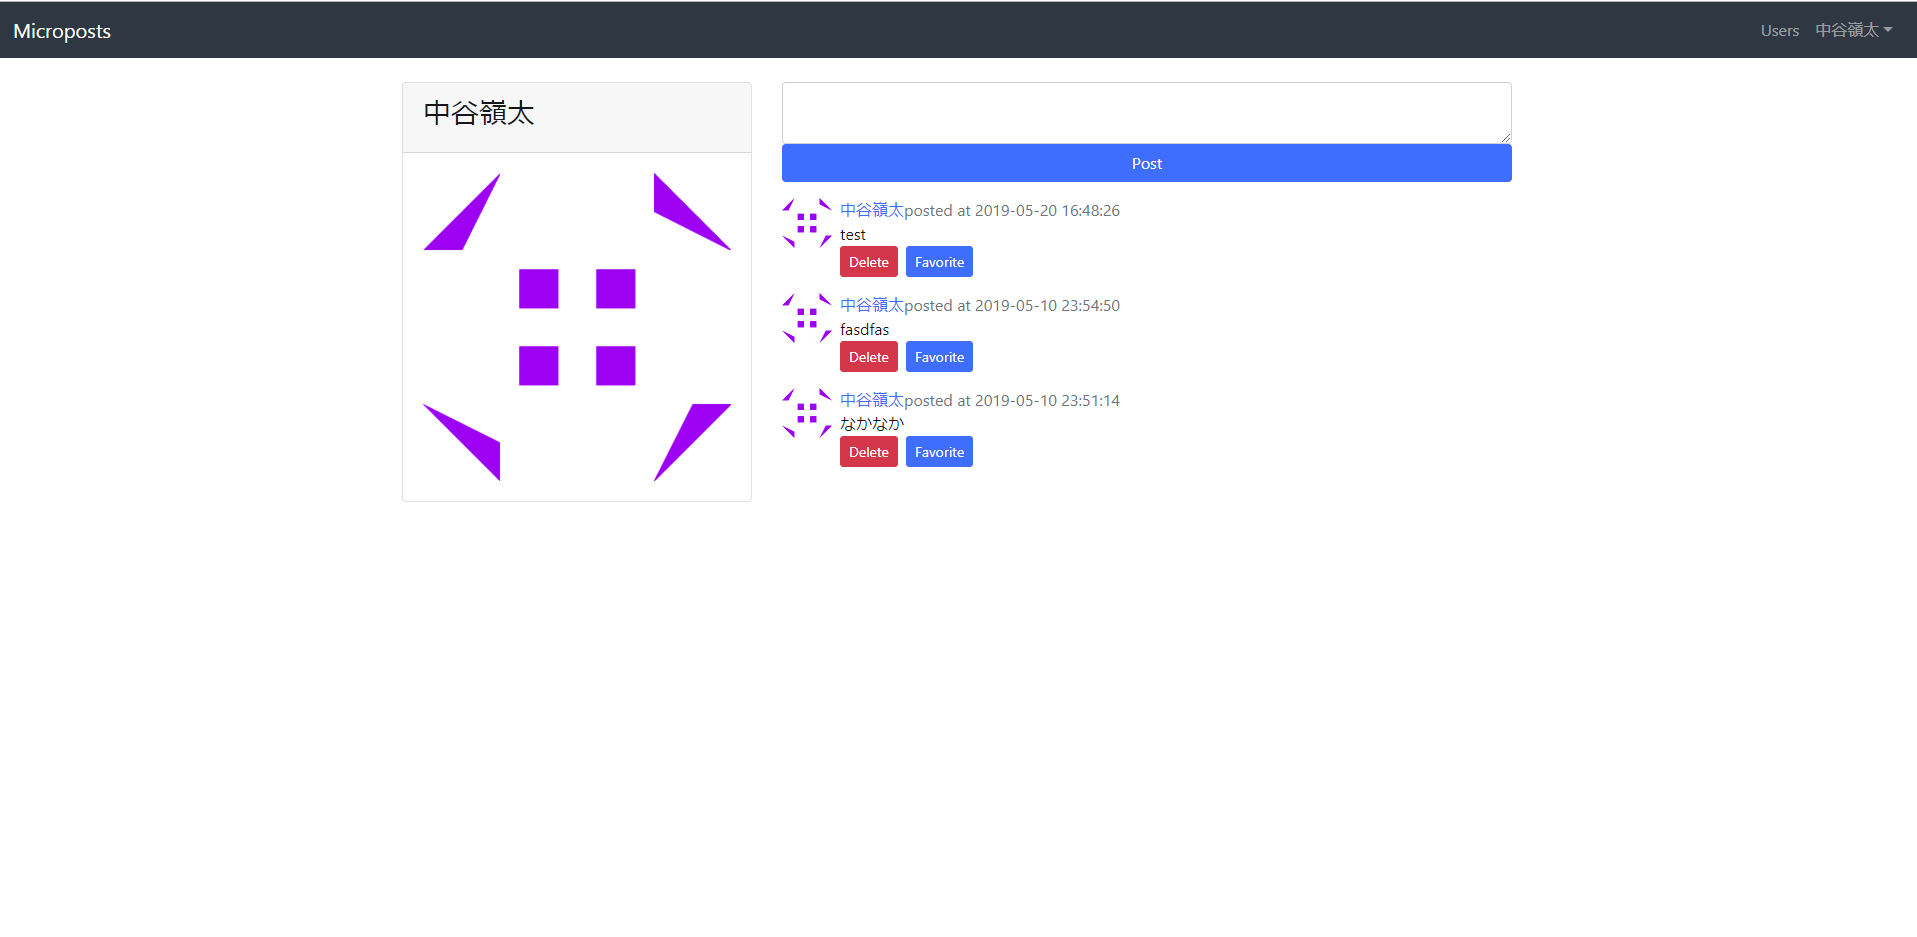 Microposts
Users 中谷嶺太
中谷嶺太
Post
中谷嶺太posted at 2019-05-20 16:48:26
test
Delete Favorite
中谷嶺太posted at 2019-05-10 23:54:50
fasdfas
Delete Favorite
中谷嶺太posted at 2019-05-10 23:51:14
なかなか
Delete Favorite